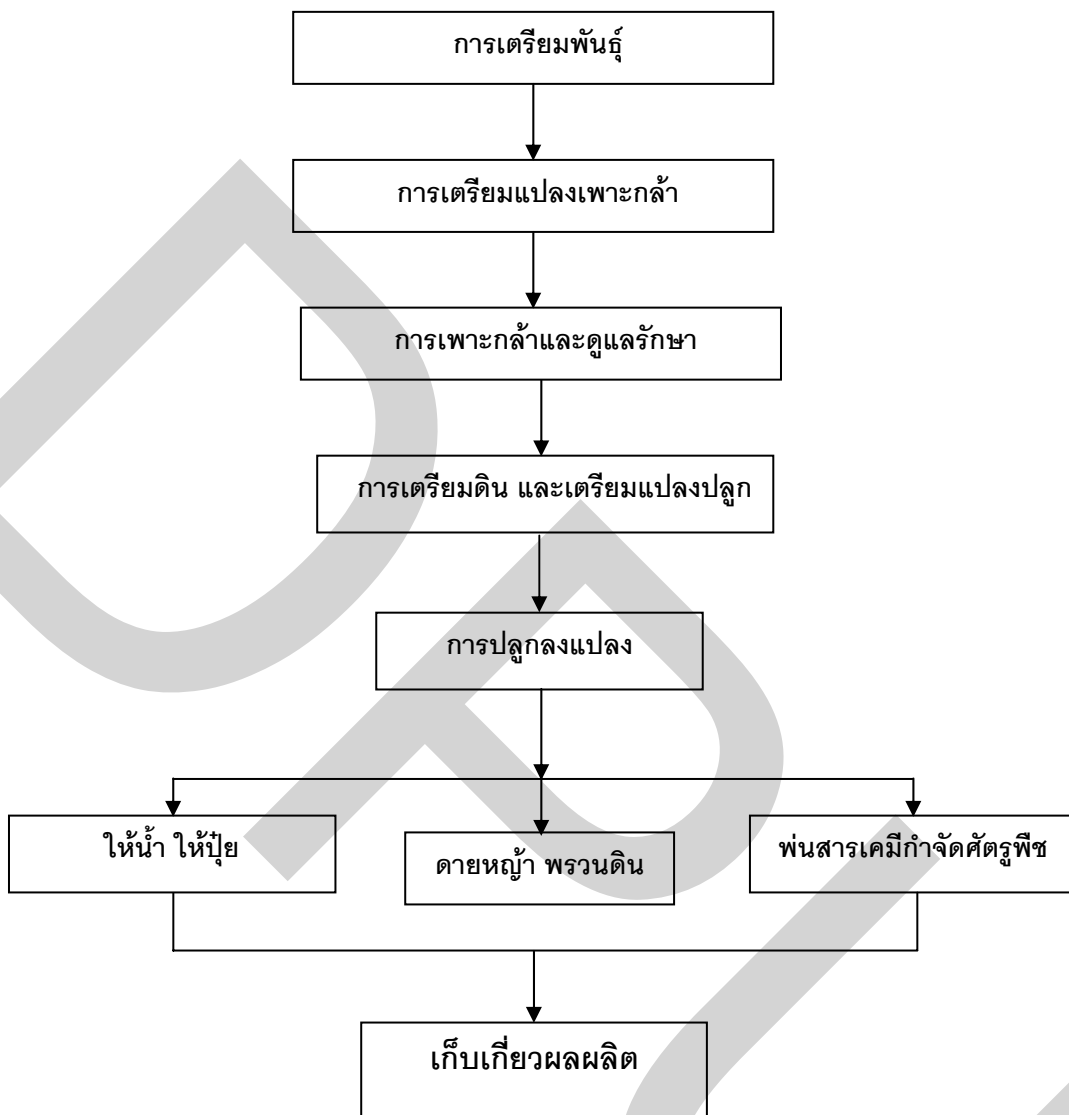 การเตรียมพันธุ์
การเตรียมแปลงเพาะกล้า
การเพาะกล้าและดูแลรักษา
การเตรียมดิน และเตรียมแปลงปลูก
การปลูกลงแปลง
ให้น้ำ ให้ปุ๋ย
ดายหญ้า พรวนดิน
พ่นสารเคมีกำจัดศัตรูพืช
เก็บเกี่ยวผลผลิต